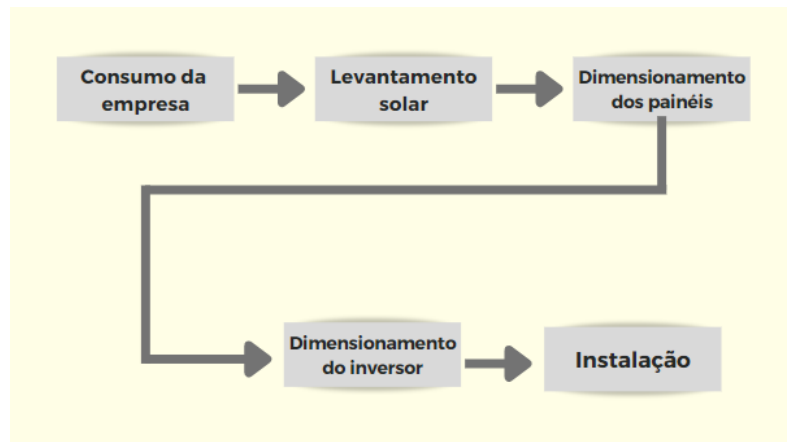 Consumo da
empresa
Levantamento
solar
Dimensionamento
dos painéis
Dimensionamento
do inversor
Instalação